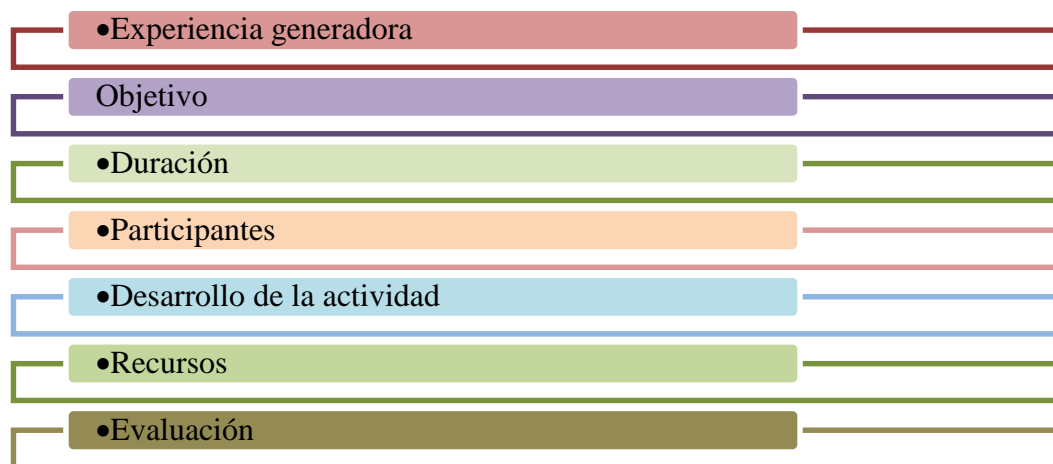 •Experiencia generadora
Objetivo
•Duración
•Participantes
•Desarrollo de la actividad
•Recursos
•Evaluación